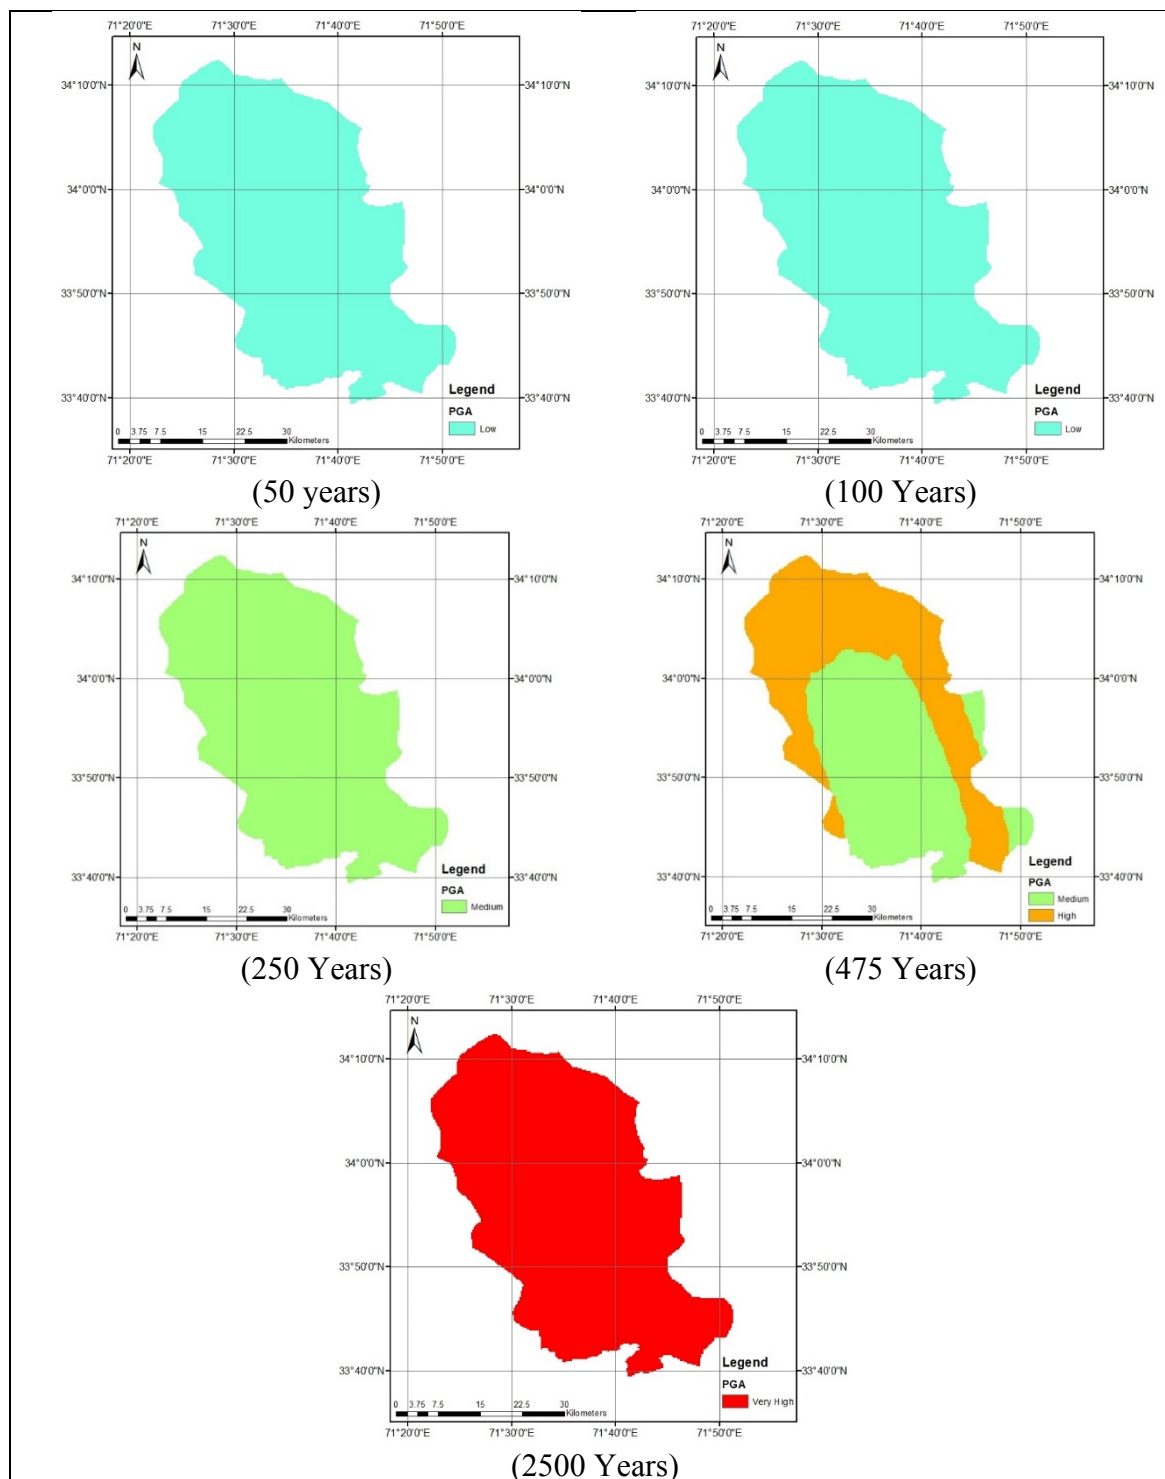 71°20'0"E 71°30'0"E 71°40'0"E 71°50'0"E
N
34°10'0"N 34°10'0"N
34°0'0"N 34°0'0"N
33°50'0"N 33°50'0"N
33°40'0"N 33°40'0"N
Legend
PGA
Low
0 3.75 7.5 15 22.5 30
Kilometers
71°20'0"E 71°30'0"E 71°40'0"E 71°50'0"E
(50 years)
71°20'0"E 71°30'0"E 71°40'0"E 71°50'0"E
N
34°10'0"N 34°10'0"N
34°0'0"N 34°0'0"N
33°50'0"N 33°50'0"N
33°40'0"N 33°40'0"N
Legend
PGA
Low
0 3.75 7.5 15 22.5 30
Kilometers
71°20'0"E 71°30'0"E 71°40'0"E 71°50'0"E
(100 Years)
71°20'0"E 71°30'0"E 71°40'0"E 71°50'0"E
N
34°10'0"N 34°10'0"N
34°0'0"N 34°0'0"N
33°50'0"N 33°50'0"N
33°40'0"N 33°40'0"N
Legend
PGA
Medium
0 3.75 7.5 15 22.5 30
Kilometers
71°20'0"E 71°30'0"E 71°40'0"E 71°50'0"E
(250 Years)
71°20'0"E 71°30'0"E 71°40'0"E 71°50'0"E
N
34°10'0"N 34°10'0"N
34°0'0"N 34°0'0"N
33°50'0"N 33°50'0"N
33°40'0"N 33°40'0"N
Legend
PGA
Medium
High
0 3.75 7.5 15 22.5 30
Kilometers
71°20'0"E 71°30'0"E 71°40'0"E 71°50'0"E
(475 Years)
71°20'0"E 71°30'0"E 71°40'0"E 71°50'0"E
N
34°10'0"N 34°10'0"N
34°0'0"N 34°0'0"N
33°50'0"N 33°50'0"N
33°40'0"N 33°40'0"N
Legend
PGA
Very High
0 3.75 7.5 15 22.5 30
Kilometers
71°20'0"E 71°30'0"E 71°40'0"E 71°50'0"E
(2500 Years)